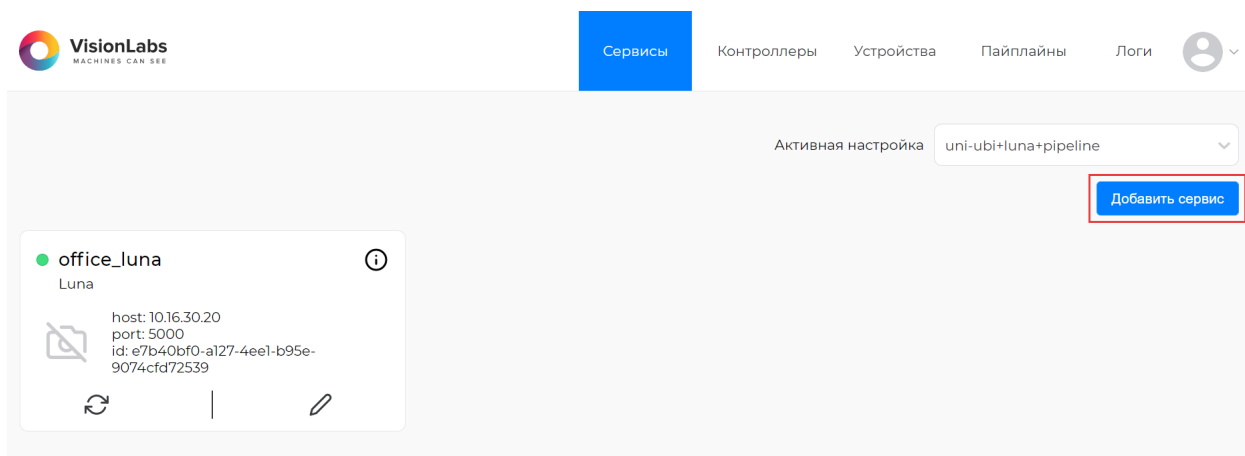 VisionLabs
MACHINES CAN SEE
Сервисы Контроллеры Устройства Пайплайны Логи
Активная настройка uni-ubi+luna+pipeline
Добавить сервис
office_luna
Luna
host: 10.16.30.20
port: 5000
id: e7b40bf0-a127-4ee1-b95e-
9074cfd72539